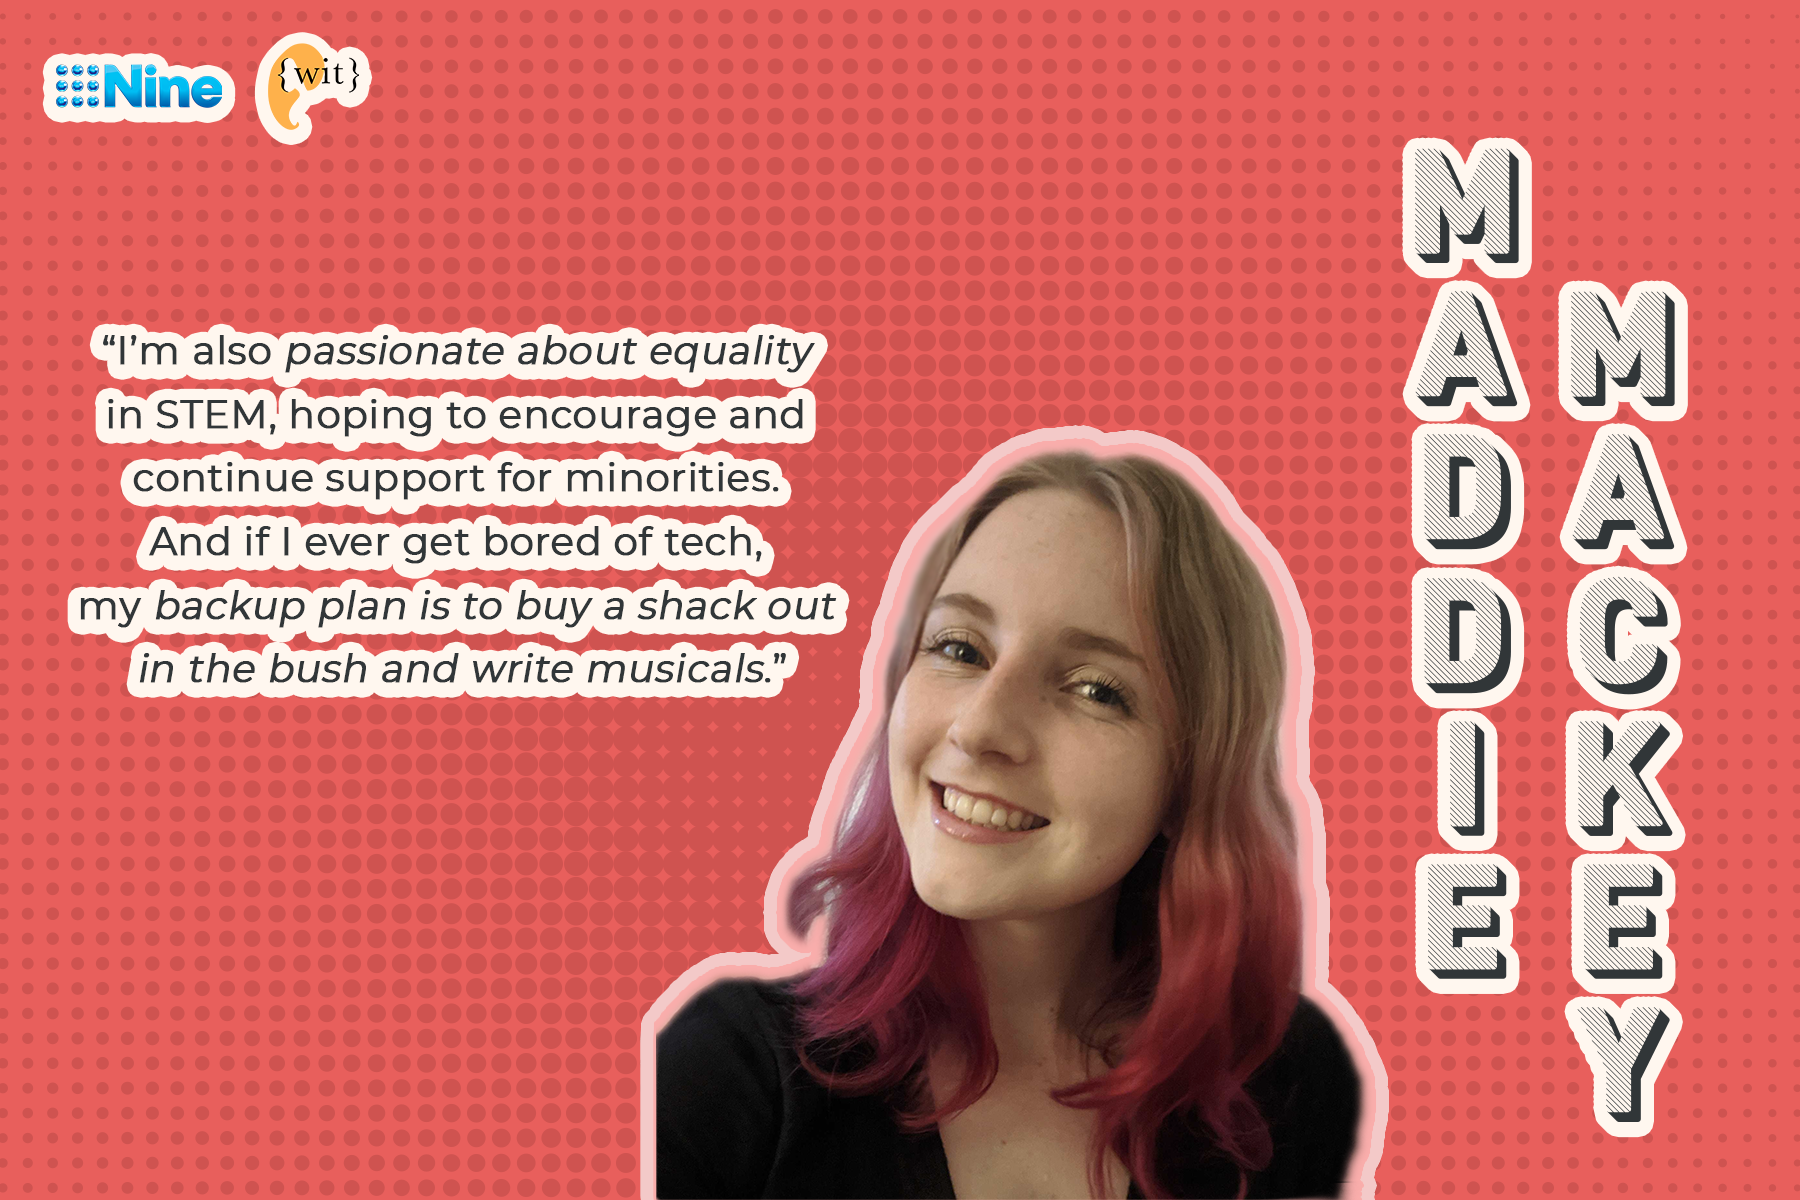 Nine
{wit}
“I’m also passionate about equality
in STEM, hoping to encourage and
continue support for minorities.
And if I ever get bored of tech,
my backup plan is to buy a shack out
in the bush and write musicals.”
MADDIE
MACKEY